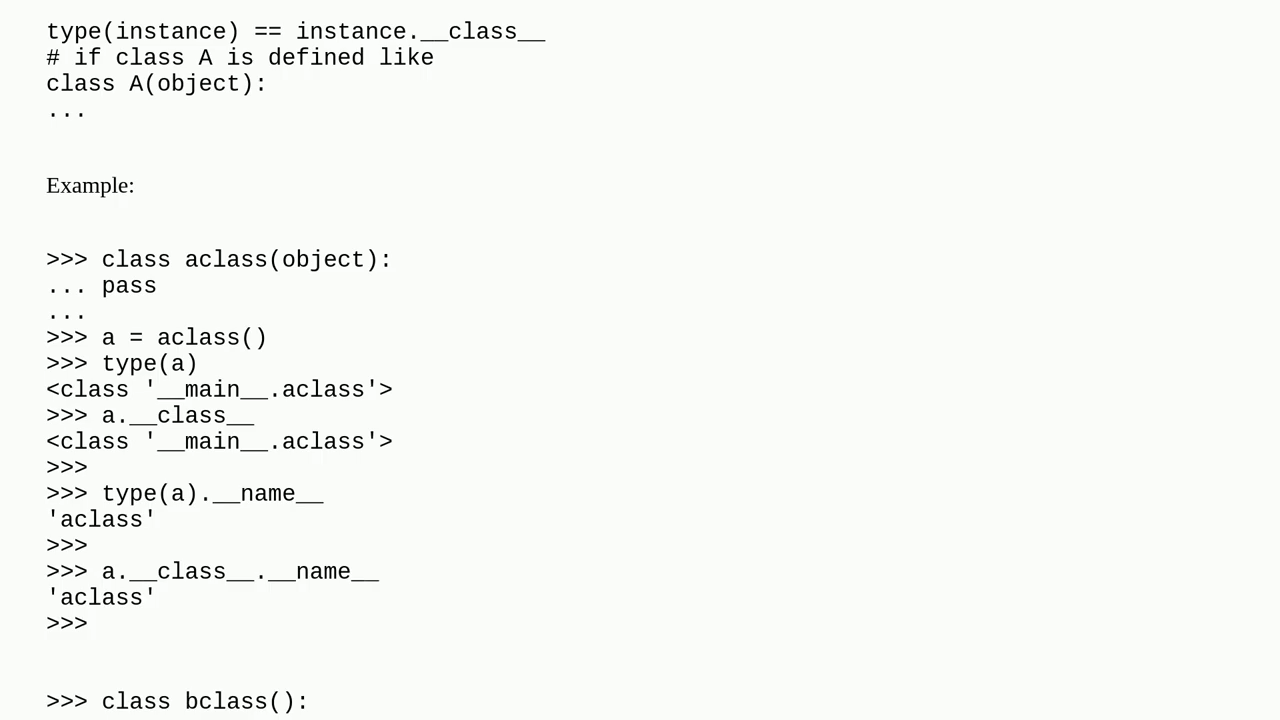 type(instance) == instance.__class__
# if class A is defined like
class A(object):
...
Example:
>>> class aclass(object):
... pass
...
>>> a = aclass()
>>> type(a)
<class '__main__.aclass'>
>>> a.__class__
<class '__main__.aclass'>
>>>
>>> type(a).__name__
'aclass'
>>>
>>> a.__class__.__name__
'aclass'
>>>
>>> class bclass():